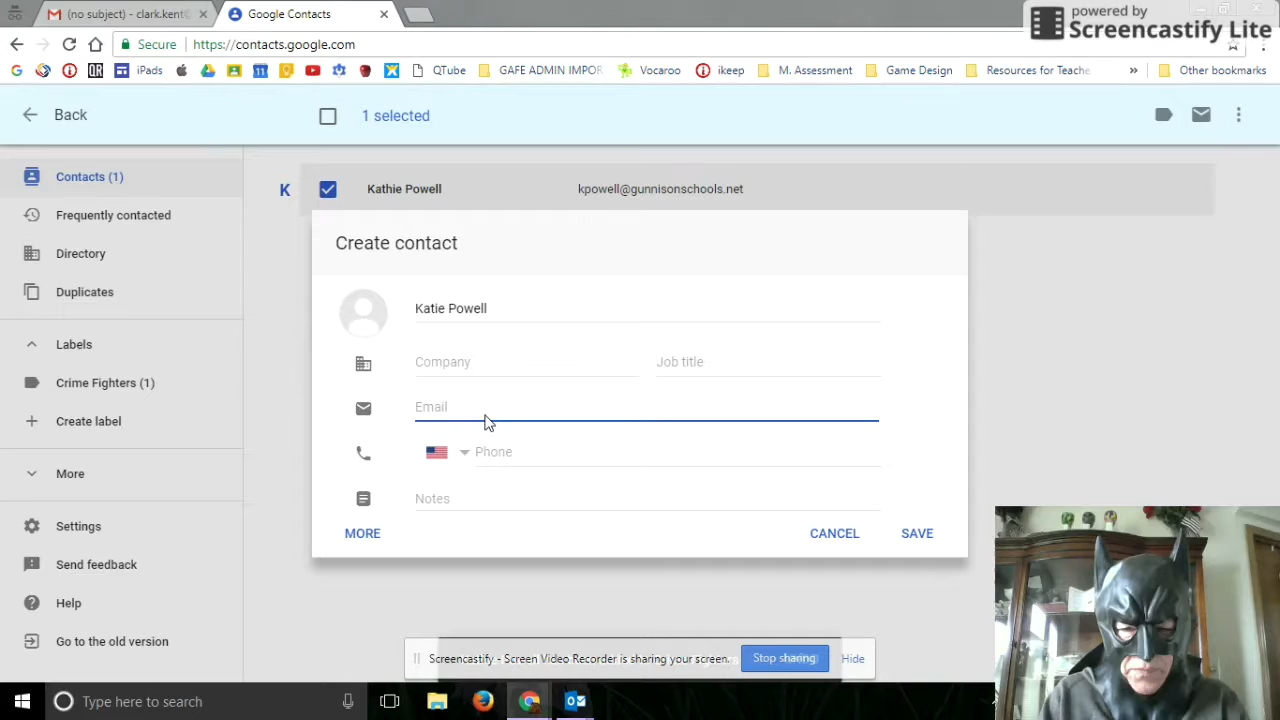 (no subject) - clark.kent
Google Contacts
powered by
Screencastify Lite
Secure
https://contacts.google.com
iPads
QTube
GAFE ADMIN IMPOR
Vocaroo
ikeep
M. Assessment
Game Design
Resources for Teache
»
Other bookmarks
Back
1 selected
Contacts (1)
K
Kathie Powell
kpowell@gunnisonschools.net
Frequently contacted
Directory
Duplicates
Labels
Crime Fighters (1)
Create label
More
Settings
Send feedback
Help
Go to the old version
Create contact
Katie Powell
Company
Job title
Email
Phone
Notes
MORE
CANCEL
SAVE
Screencastify - Screen Video Recorder is sharing your screen.
Stop sharing
Hide
Type here to search